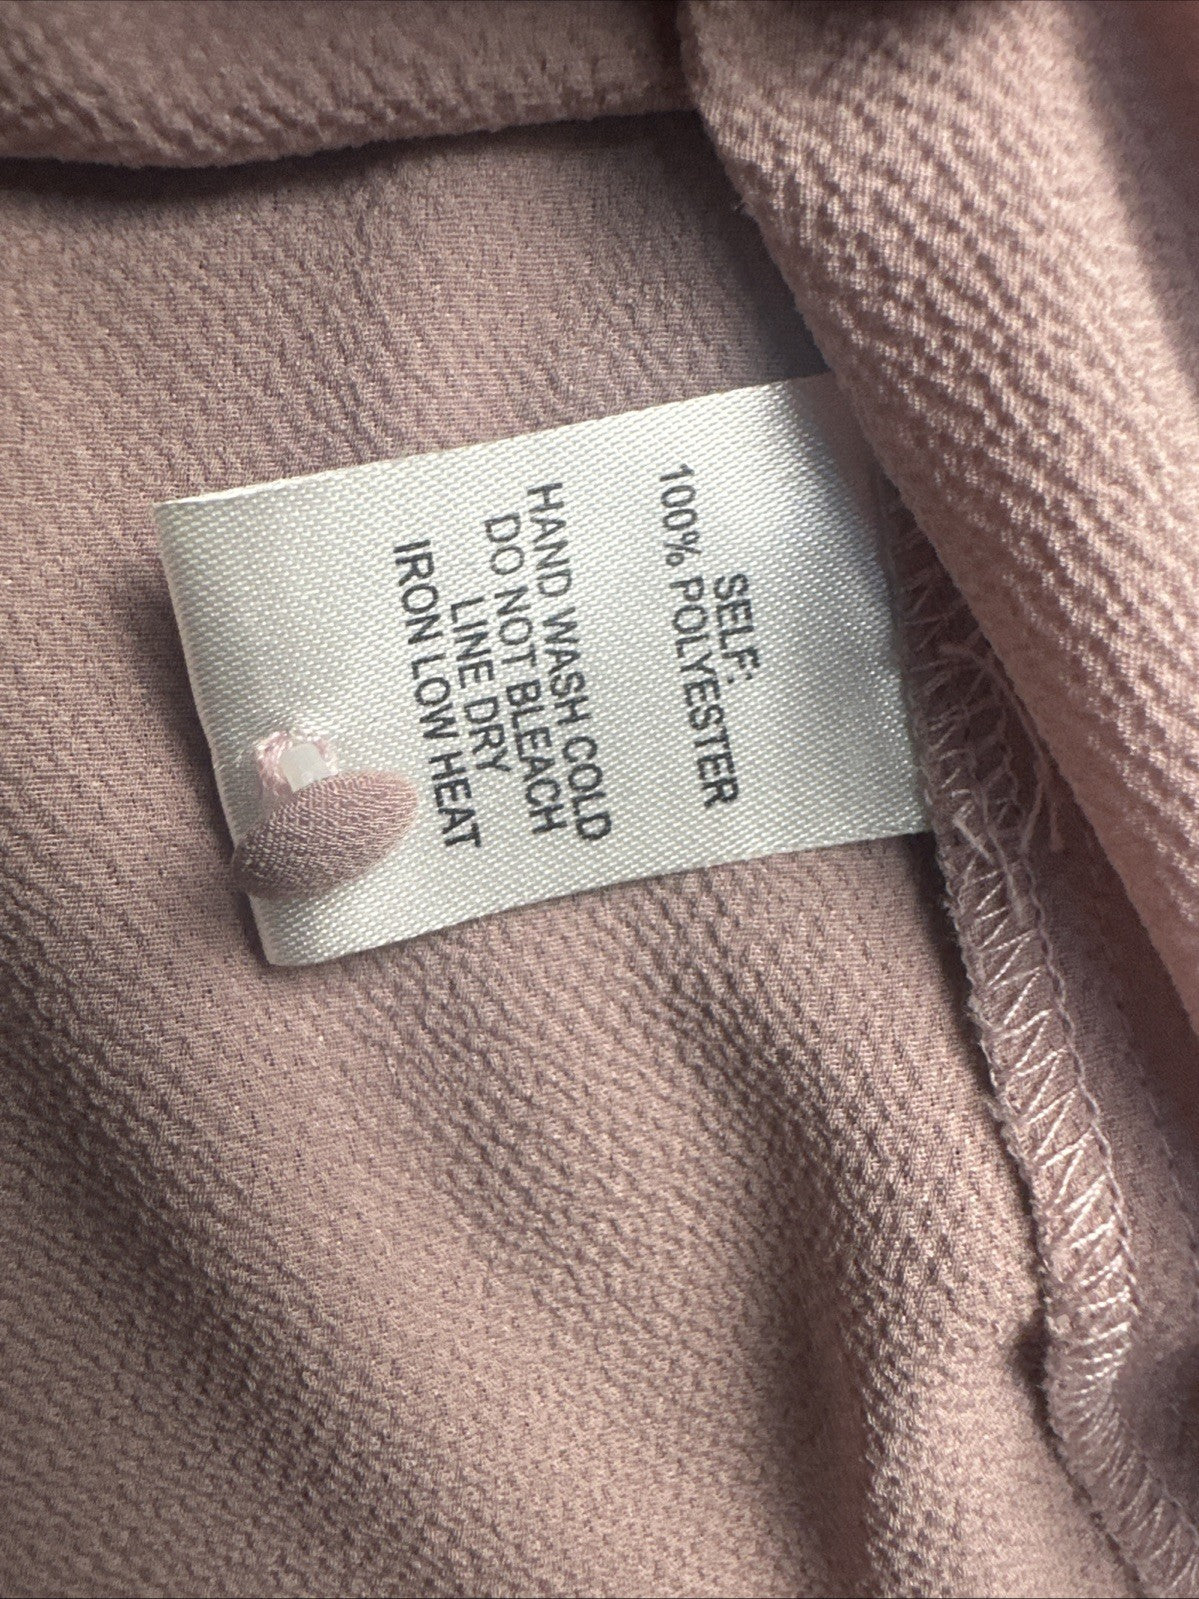 SELF:
100% POLYESTER
HAND WASH COLD
DO NOT BLEACH
LINE DRY
IRON LOW HEAT